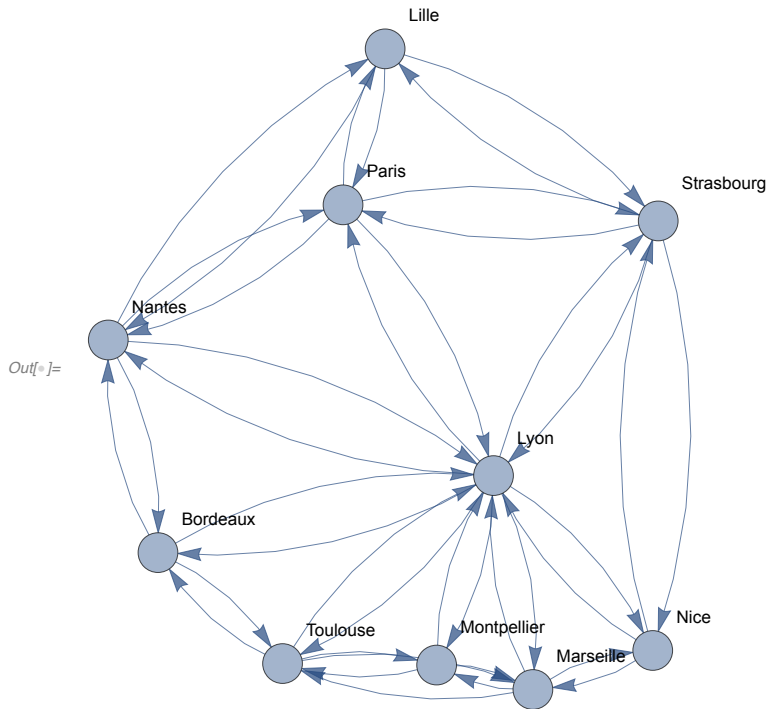 Lille
Paris
Strasbourg
Nantes
Out[•]=
Lyon
Bordeaux
Nice
Montpellier
Toulouse
Marseille